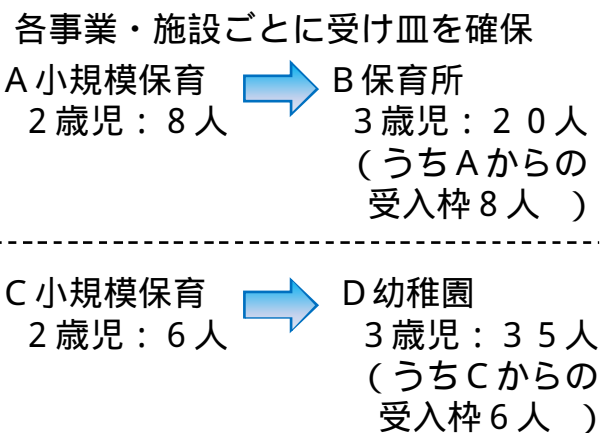 各事業・施設ごとに受け皿を確保
A小規模保育
2歳児：8人
B保育所
3歳児：20人
(うちAからの
受入枠8人 )
C小規模保育
2歳児：6人
D幼稚園
3歳児：35人
(うちCからの
受入枠6人 )